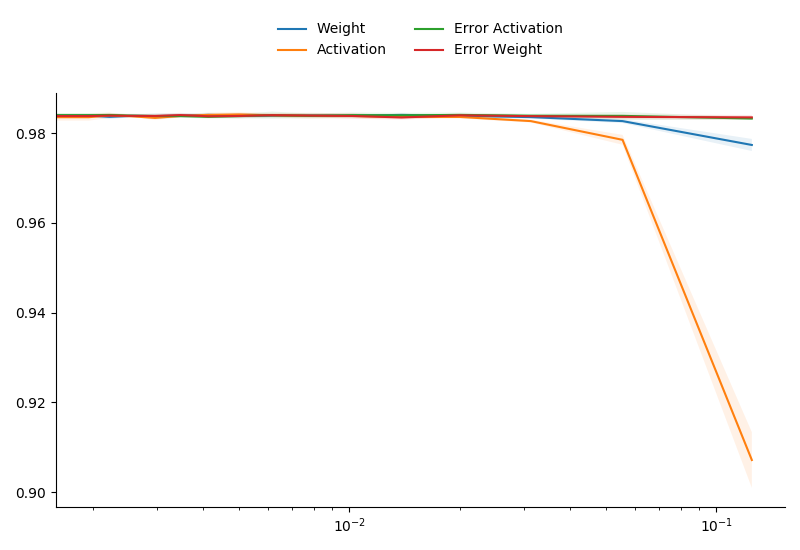 Weight
Activation
Error Activation
Error Weight
0.98
0.96
0.94
0.92
0.90
10⁻²
10⁻¹